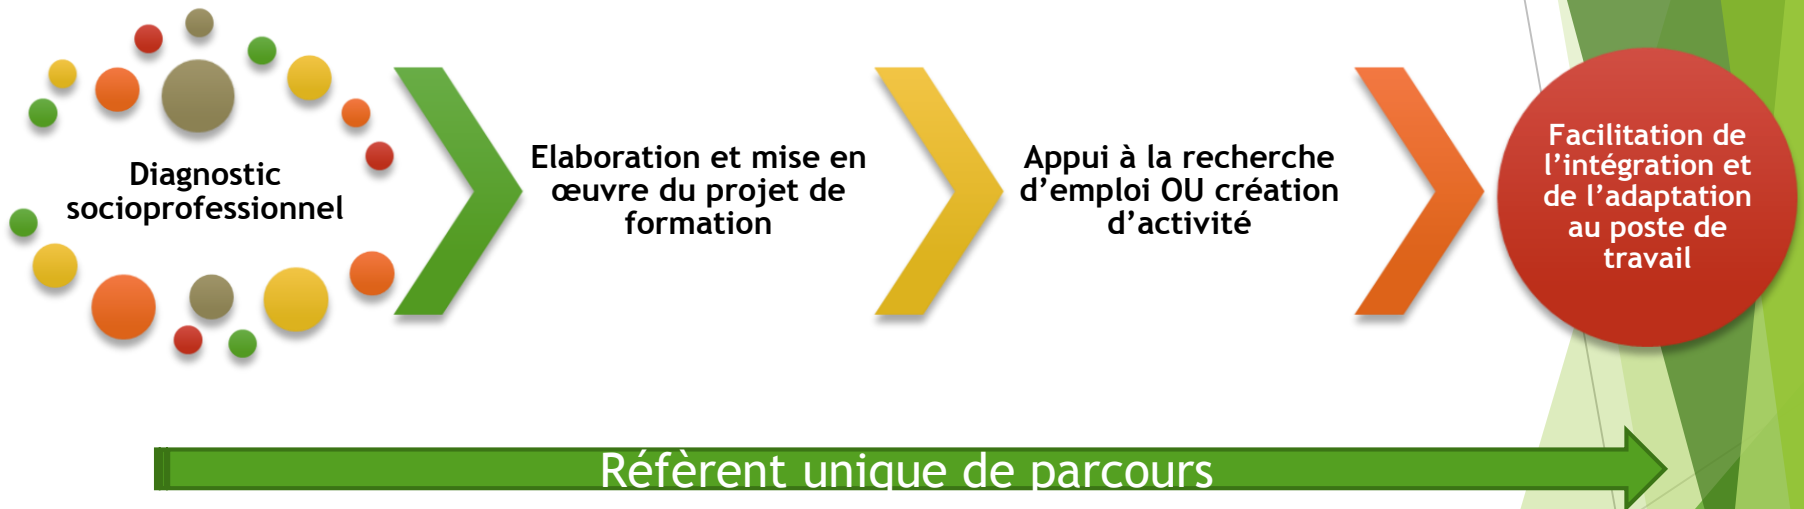 Diagnostic
socioprofessionnel
Elaboration et mise en
œuvre du projet de
formation
Appui à la recherche
d’emploi OU création
d’activité
Facilitation de
l’intégration et
de l’adaptation
au poste de
travail
Réfèrent unique de parcours